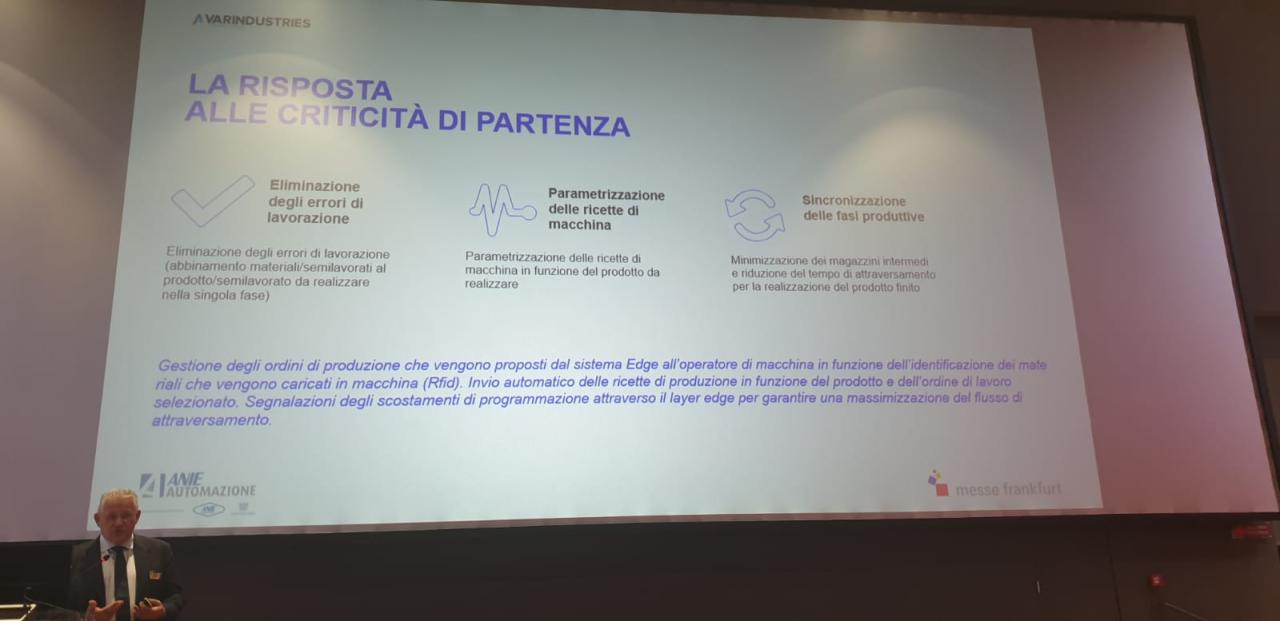 VARINDUSTRIES
LA RISPOSTA
ALLE CRITICITÀ DI PARTENZA
Eliminazione
degli errori di
lavorazione
Eliminazione degli errori di lavorazione
(abbinamento materiali/semilavorati al
prodotto/semilavorato da realizzare
nella singola fase)
Parametrizzazione
delle ricette di
macchina
Parametrizzazione delle ricette di
macchina in funzione del prodotto da
realizzare
Sincronizzazione
delle fasi produttive
Minimizzazione dei magazzini intermedi
e riduzione del tempo di attraversamento
per la realizzazione del prodotto finito
Gestione degli ordini di produzione che vengono proposti dal sistema Edge all'operatore di macchina in funzione dell'identificazione dei mate
riali che vengono caricati in macchina (Rfid). Invio automatico delle ricette di produzione in funzione del prodotto e dell'ordine di lavoro
selezionato. Segnalazioni degli scostamenti di programmazione attraverso il layer edge per garantire una massimizzazione del flusso di
attraversamento.
ANIE
AUTOMAZIONE
messe frankfurt